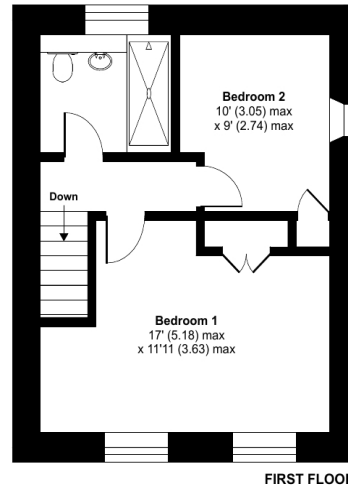 Bedroom 2
10' (3.05) max
x 9' (2.74) max
Down
Bedroom 1
17' (5.18) max
x 11'11 (3.63) max
FIRST FLOOR